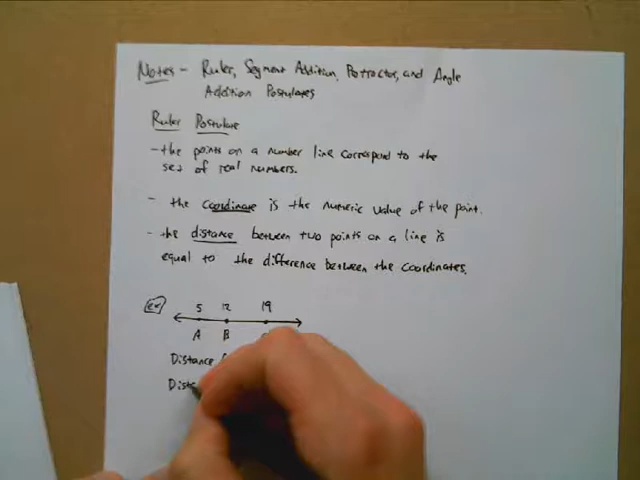 Notes - Ruler, Segment Addition, Protractor, and Angle
Addition Postulates
Ruler Postulate
- the points on a number line correspond to the
set of real numbers.
- the coordinate is the numeric value of the point.
- the distance between two points on a line is
equal to the difference between the coordinates.
ex
5 12 19
A B
Distance
Dista